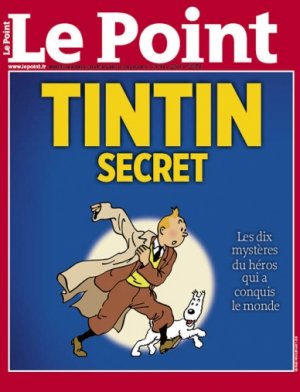 Le Point
Le Point
www.lepoint.fr
TINTIN
SECRET
Les dix
mystères
du héros
qui a
conquis
le monde